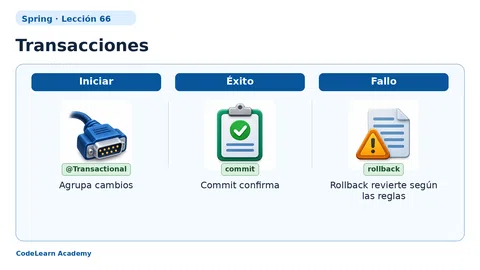 Spring · Lección 66
Transacciones
Iniciar
Éxito
Fallo
@Transactional
commit
rollback
Agrupa cambios
Commit confirma
Rollback revierte según
las reglas
CodeLearn Academy